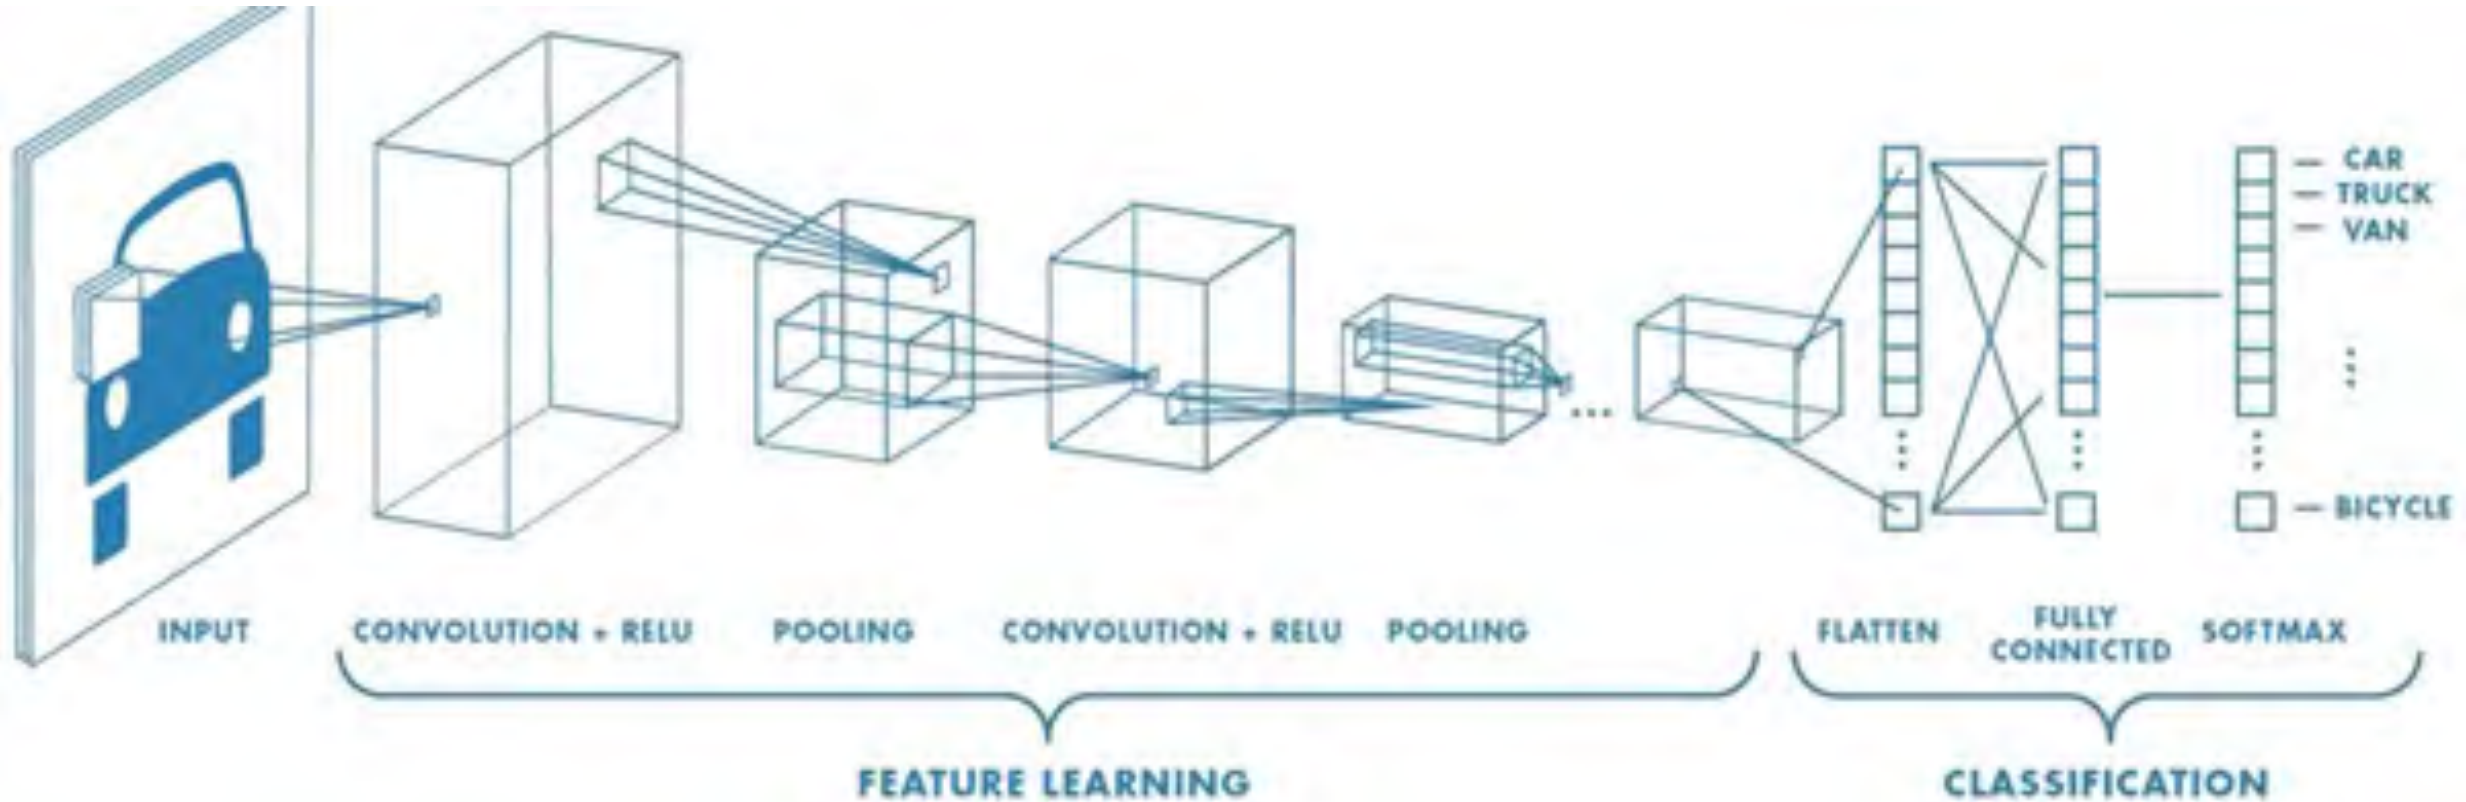 CAR
TRUCK
VAN
BICYCLE
INPUT
CONVOLUTION + RELU
POOLING
CONVOLUTION + RELU
POOLING
FLATTEN
FULLY
CONNECTED
SOFTMAX
FEATURE LEARNING
CLASSIFICATION